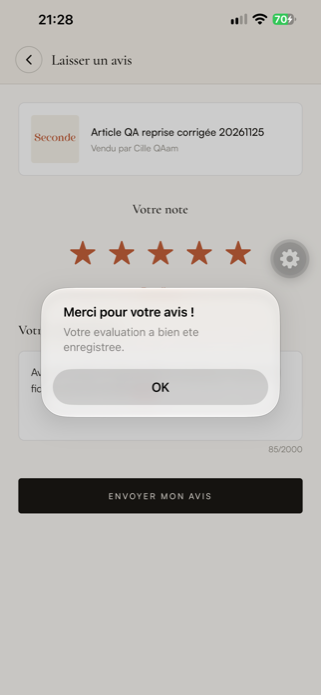 21:28
70
Laisser un avis
Seconde
Article QA reprise corrigée 20261125
Vendu par Cille QAam
Votre note
Merci pour votre avis !
Votre evaluation a bien ete
enregistree.
OK
85/2000
ENVOYER MON AVIS